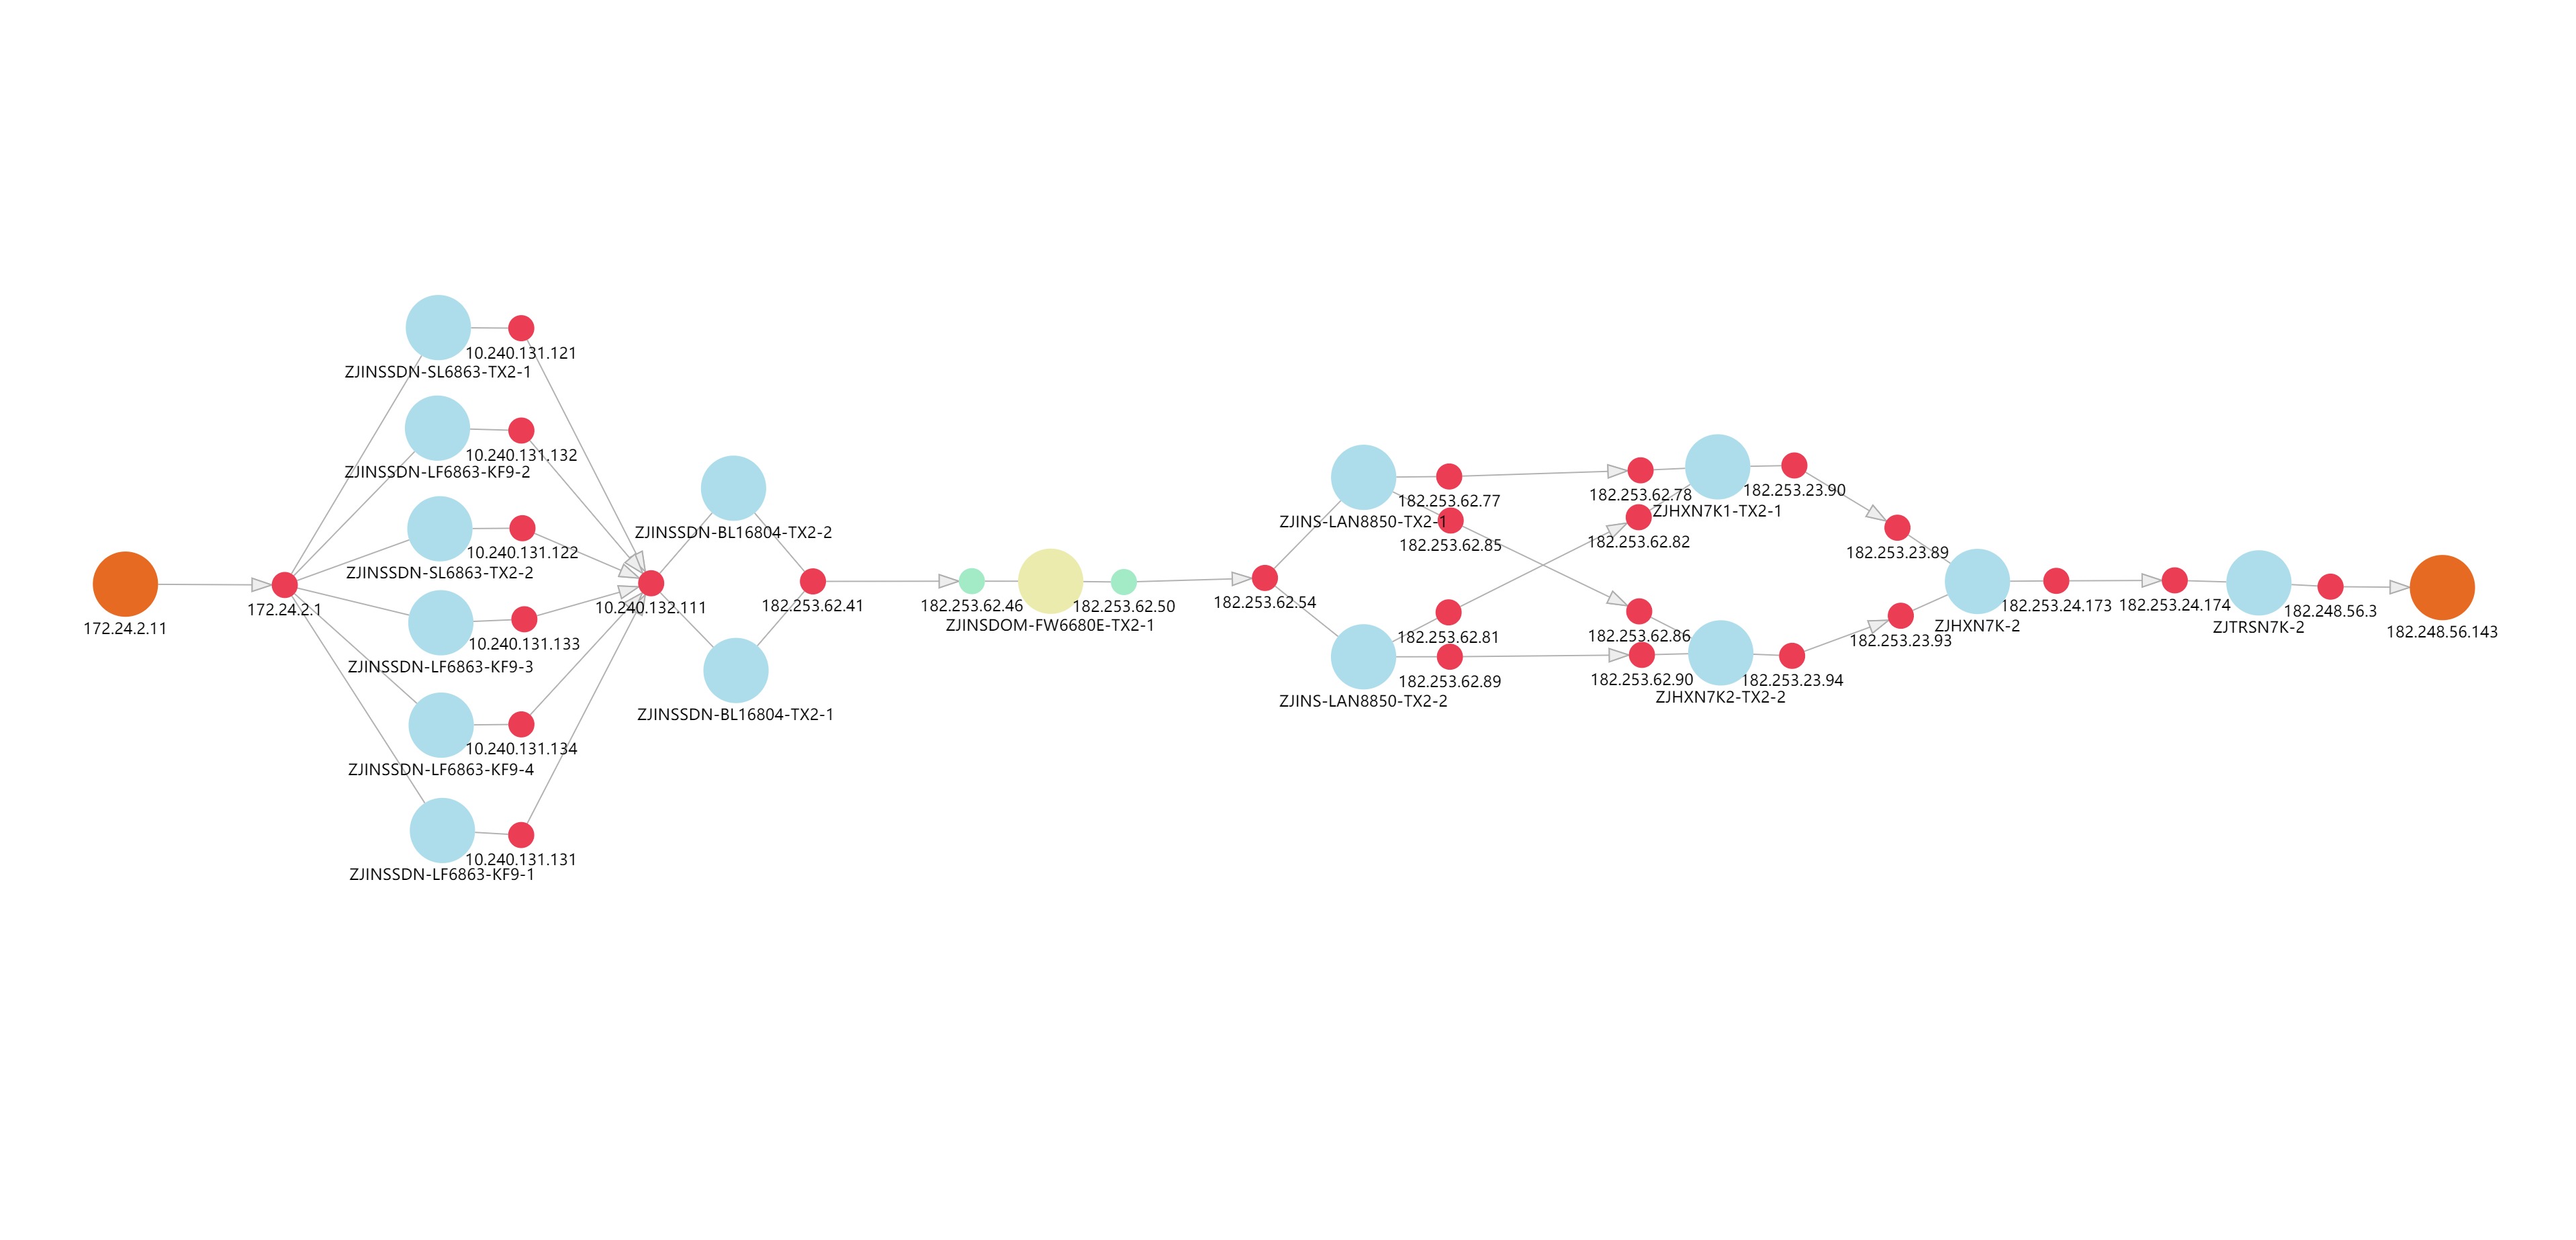 172.24.2.11
172.24.2.1
10.240.131.121
ZJINSSDN-SL6863-TX2-1
10.240.131.132
ZJINSSDN-LF6863-KF9-2
10.240.131.122
ZJINSSDN-SL6863-TX2-2
10.240.131.133
ZJINSSDN-LF6863-KF9-3
10.240.131.134
ZJINSSDN-LF6863-KF9-4
10.240.131.131
ZJINSSDN-LF6863-KF9-1
10.240.132.111
ZJINSSDN-BL16804-TX2-2
ZJINSSDN-BL16804-TX2-1
182.253.62.41
182.253.62.46
182.253.62.50
ZJINSDOM-FW6680E-TX2-1
182.253.62.54
182.253.62.77
ZJINS-LAN8850-TX2-1
182.253.62.85
182.253.62.81
182.253.62.89
ZJINS-LAN8850-TX2-2
182.253.62.78
182.253.62.82
182.253.62.86
182.253.62.90
182.253.23.90
ZJHXN7K1-TX2-1
182.253.23.94
ZJHXN7K2-TX2-2
182.253.23.89
182.253.23.93
ZJHXN7K-2
182.253.24.173
182.253.24.174
182.248.56.3
ZJTRSN7K-2
182.248.56.143